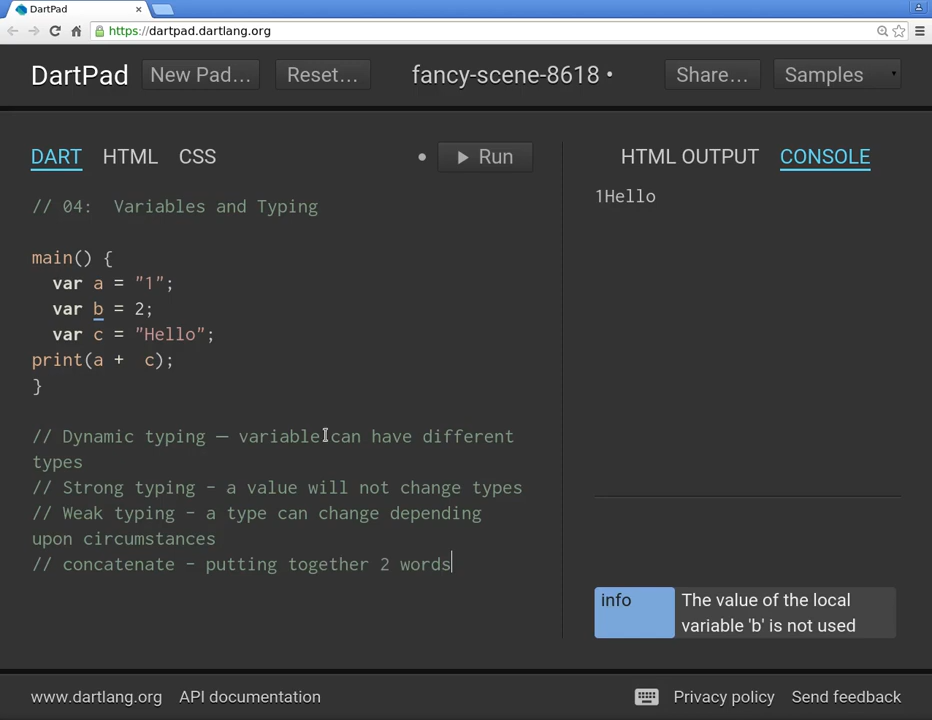 DartPad
https://dartpad.dartlang.org
DartPad New Pad... Reset... fancy-scene-8618 • Share... Samples
DART HTML CSS Run HTML OUTPUT CONSOLE
// 04:  Variables and Typing
main() {
var a = "1";
var b = 2;
var c = "Hello";
print(a +  c);
}
// Dynamic typing — variable can have different
types
// Strong typing - a value will not change types
// Weak typing - a type can change depending
upon circumstances
// concatenate - putting together 2 words
1Hello
info
The value of the local
variable 'b' is not used
www.dartlang.org API documentation Privacy policy Send feedback